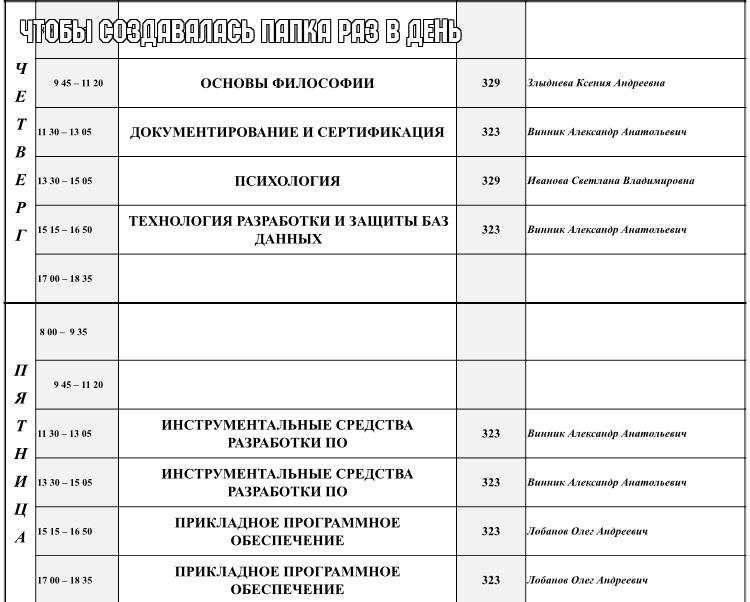 ЧТОБЫ СОЗДАВАЛАСЬ ПАПКА РАЗ В ДЕНЬ
ЧЕТВЕРГ
9 45 – 11 20 ОСНОВЫ ФИЛОСОФИИ 329 Злыднева Ксения Андреевна
11 30 – 13 05 ДОКУМЕНТИРОВАНИЕ И СЕРТИФИКАЦИЯ 323 Винник Александр Анатольевич
13 30 – 15 05 ПСИХОЛОГИЯ 329 Иванова Светлана Владимировна
15 15 – 16 50 ТЕХНОЛОГИЯ РАЗРАБОТКИ И ЗАЩИТЫ БАЗ
ДАННЫХ 323 Винник Александр Анатольевич
17 00 – 18 35
ПЯТНИЦА
8 00 – 9 35
9 45 – 11 20
11 30 – 13 05 ИНСТРУМЕНТАЛЬНЫЕ СРЕДСТВА
РАЗРАБОТКИ ПО 323 Винник Александр Анатольевич
13 30 – 15 05 ИНСТРУМЕНТАЛЬНЫЕ СРЕДСТВА
РАЗРАБОТКИ ПО 323 Винник Александр Анатольевич
15 15 – 16 50 ПРИКЛАДНОЕ ПРОГРАММНОЕ
ОБЕСПЕЧЕНИЕ 323 Лобанов Олег Андреевич
17 00 – 18 35 ПРИКЛАДНОЕ ПРОГРАММНОЕ
ОБЕСПЕЧЕНИЕ 323 Лобанов Олег Андреевич